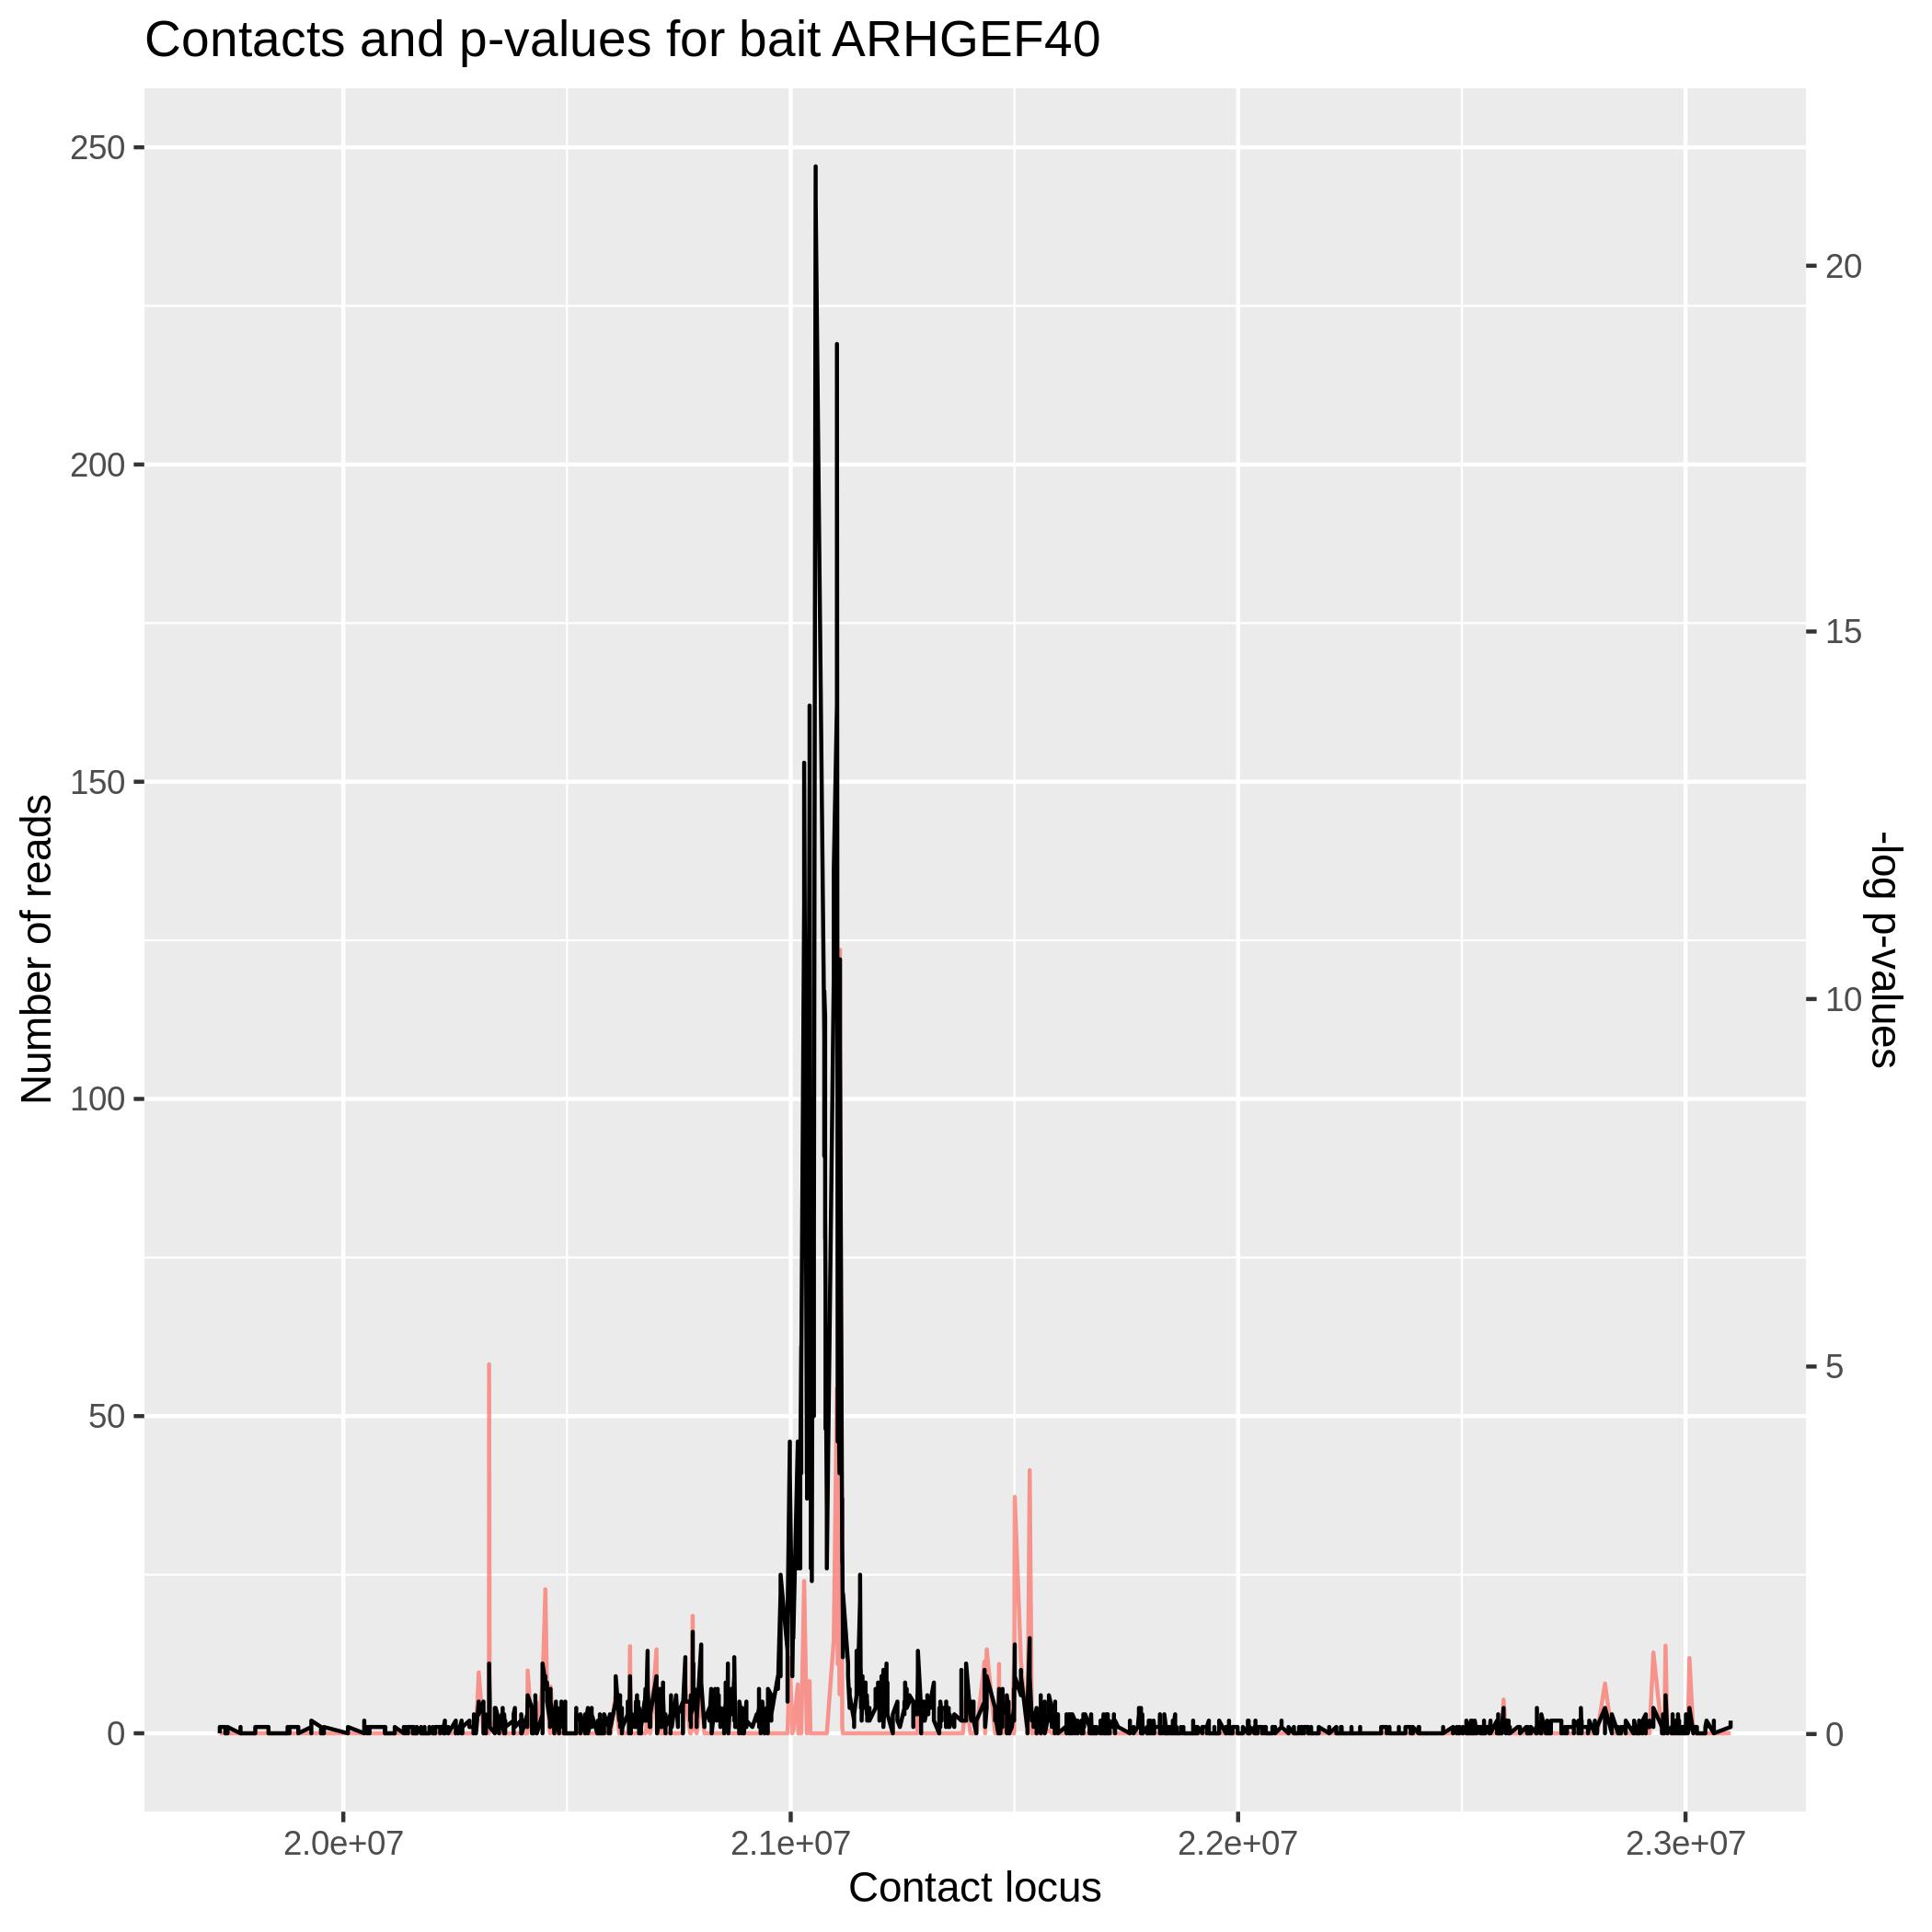 Contacts and p-values for bait ARHGEF40
250
200
150
100
50
0
Number of reads
20
15
10
5
0
-log p-values
2.0e+07
2.1e+07
2.2e+07
2.3e+07
Contact locus